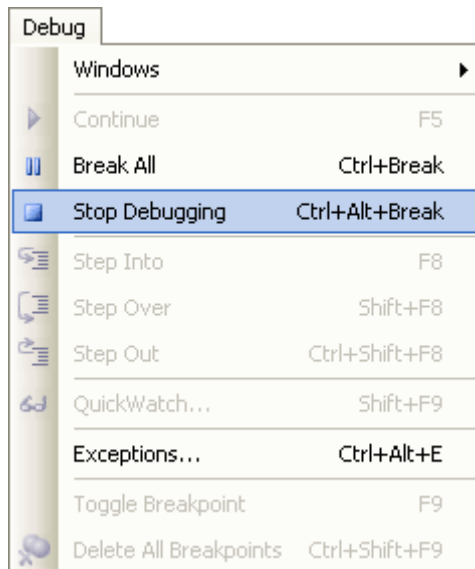 Debug
Windows
Continue F5
Break All Ctrl+Break
Stop Debugging Ctrl+Alt+Break
Step Into F8
Step Over Shift+F8
Step Out Ctrl+Shift+F8
QuickWatch... Shift+F9
Exceptions... Ctrl+Alt+E
Toggle Breakpoint F9
Delete All Breakpoints Ctrl+Shift+F9